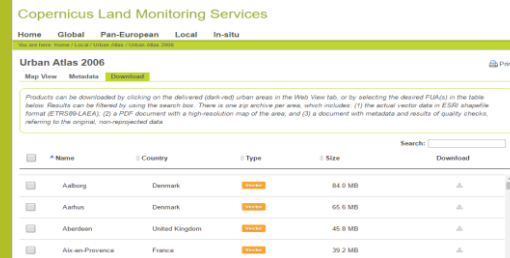 Copernicus Land Monitoring Services
Home Global Pan-European Local In-situ
You are here: Home / Local / Urban Atlas / Urban Atlas 2006
Urban Atlas 2006
Prin
Map View Metadata Download
Products can be downloaded by clicking on the delivered (dark-red) urban areas in the Web View tab, or by selecting the desired FUA(s) in the table
below. Results can be filtered by using the search box. There is one zip archive per area, which includes: (1) the actual vector data in ESRI shapefile
format (ETRS89-LAEA); (2) a PDF document with a high-resolution map of the area; and (3) a document with metadata and results of quality checks,
referring to the original, non-reprojected data
Search:
Name Country Type Size Download
Aalborg Denmark Vector 84.0 MB
Aarhus Denmark Vector 65.6 MB
Aberdeen United Kingdom Vector 45.8 MB
Aix-en-Provence France Vector 39.2 MB